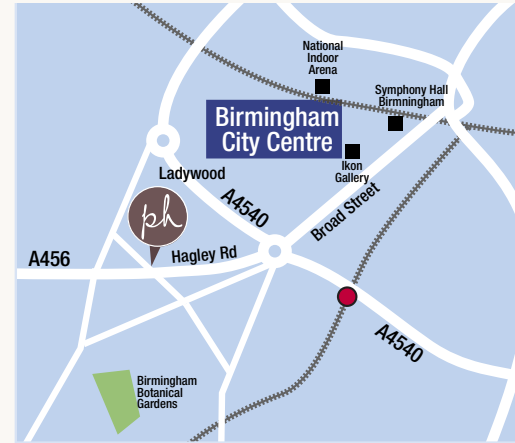 National
Indoor
Arena
Symphony Hall
Birmningham
Birmingham
City Centre
Ikon
Gallery
Ladywood
A4540
Broad Street
ph
Hagley Rd
A456
A4540
Birmingham
Botanical
Gardens